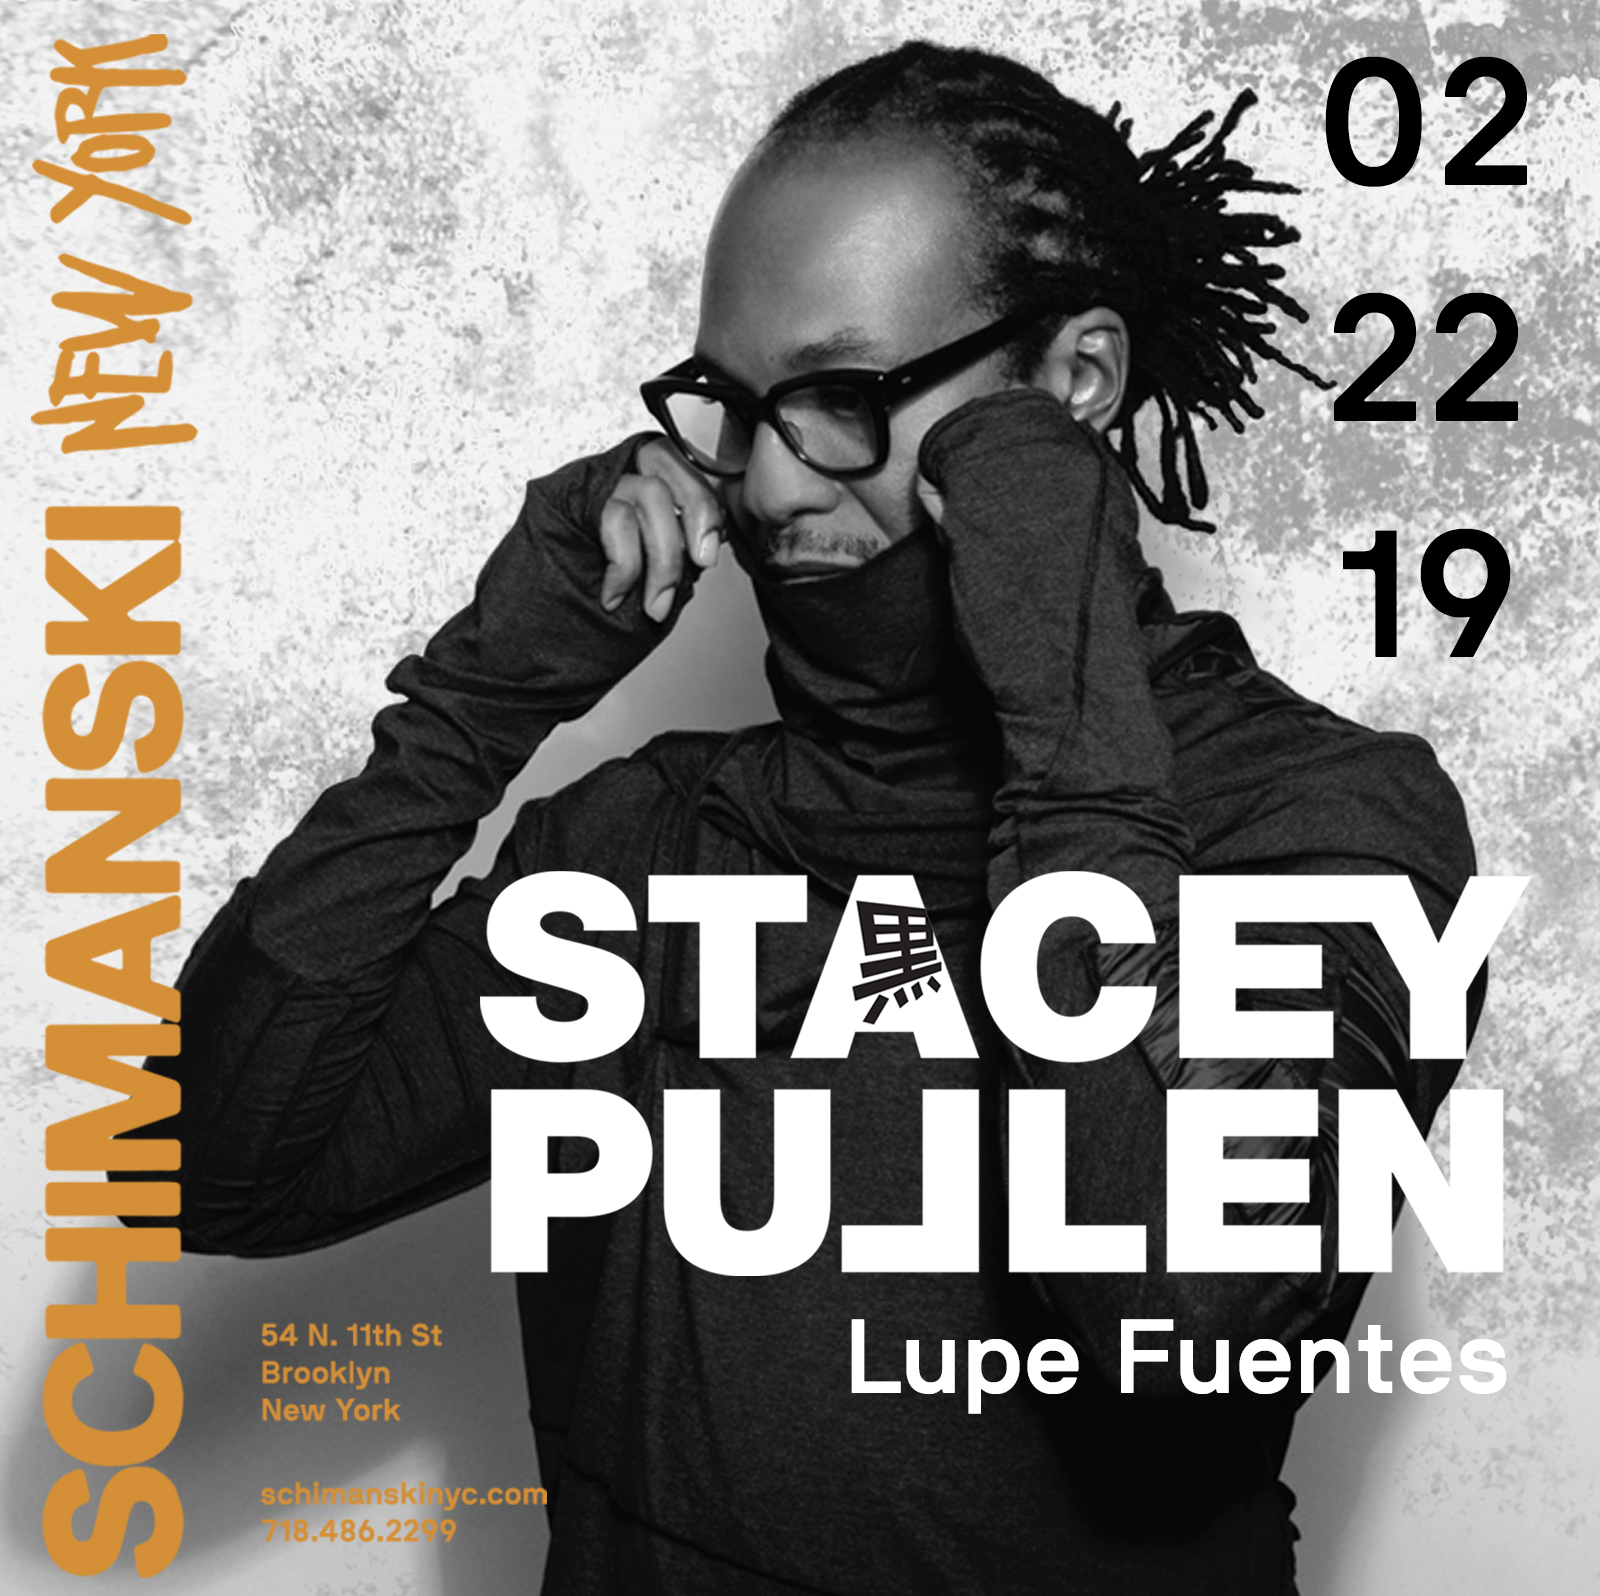 SCHIMANSKI NEW YORK
02
22
19
STACEY
黒
PULLEN
Lupe Fuentes
54 N. 11th St
Brooklyn
New York
schimanskinyc.com
718.486.2299